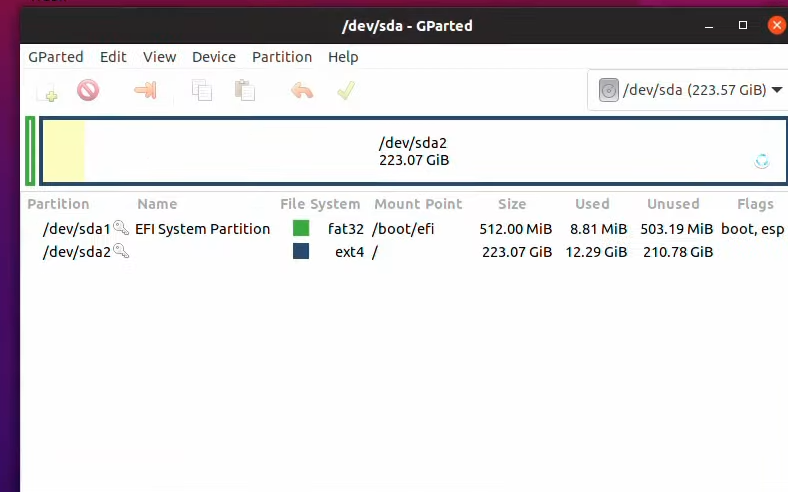 /dev/sda - GParted
GParted Edit View Device Partition Help
/dev/sda (223.57 GiB)
/dev/sda2
223.07 GiB
Partition Name File System Mount Point Size Used Unused Flags
/dev/sda1 EFI System Partition fat32 /boot/efi 512.00 MiB 8.81 MiB 503.19 MiB boot, esp
/dev/sda2 ext4 / 223.07 GiB 12.29 GiB 210.78 GiB